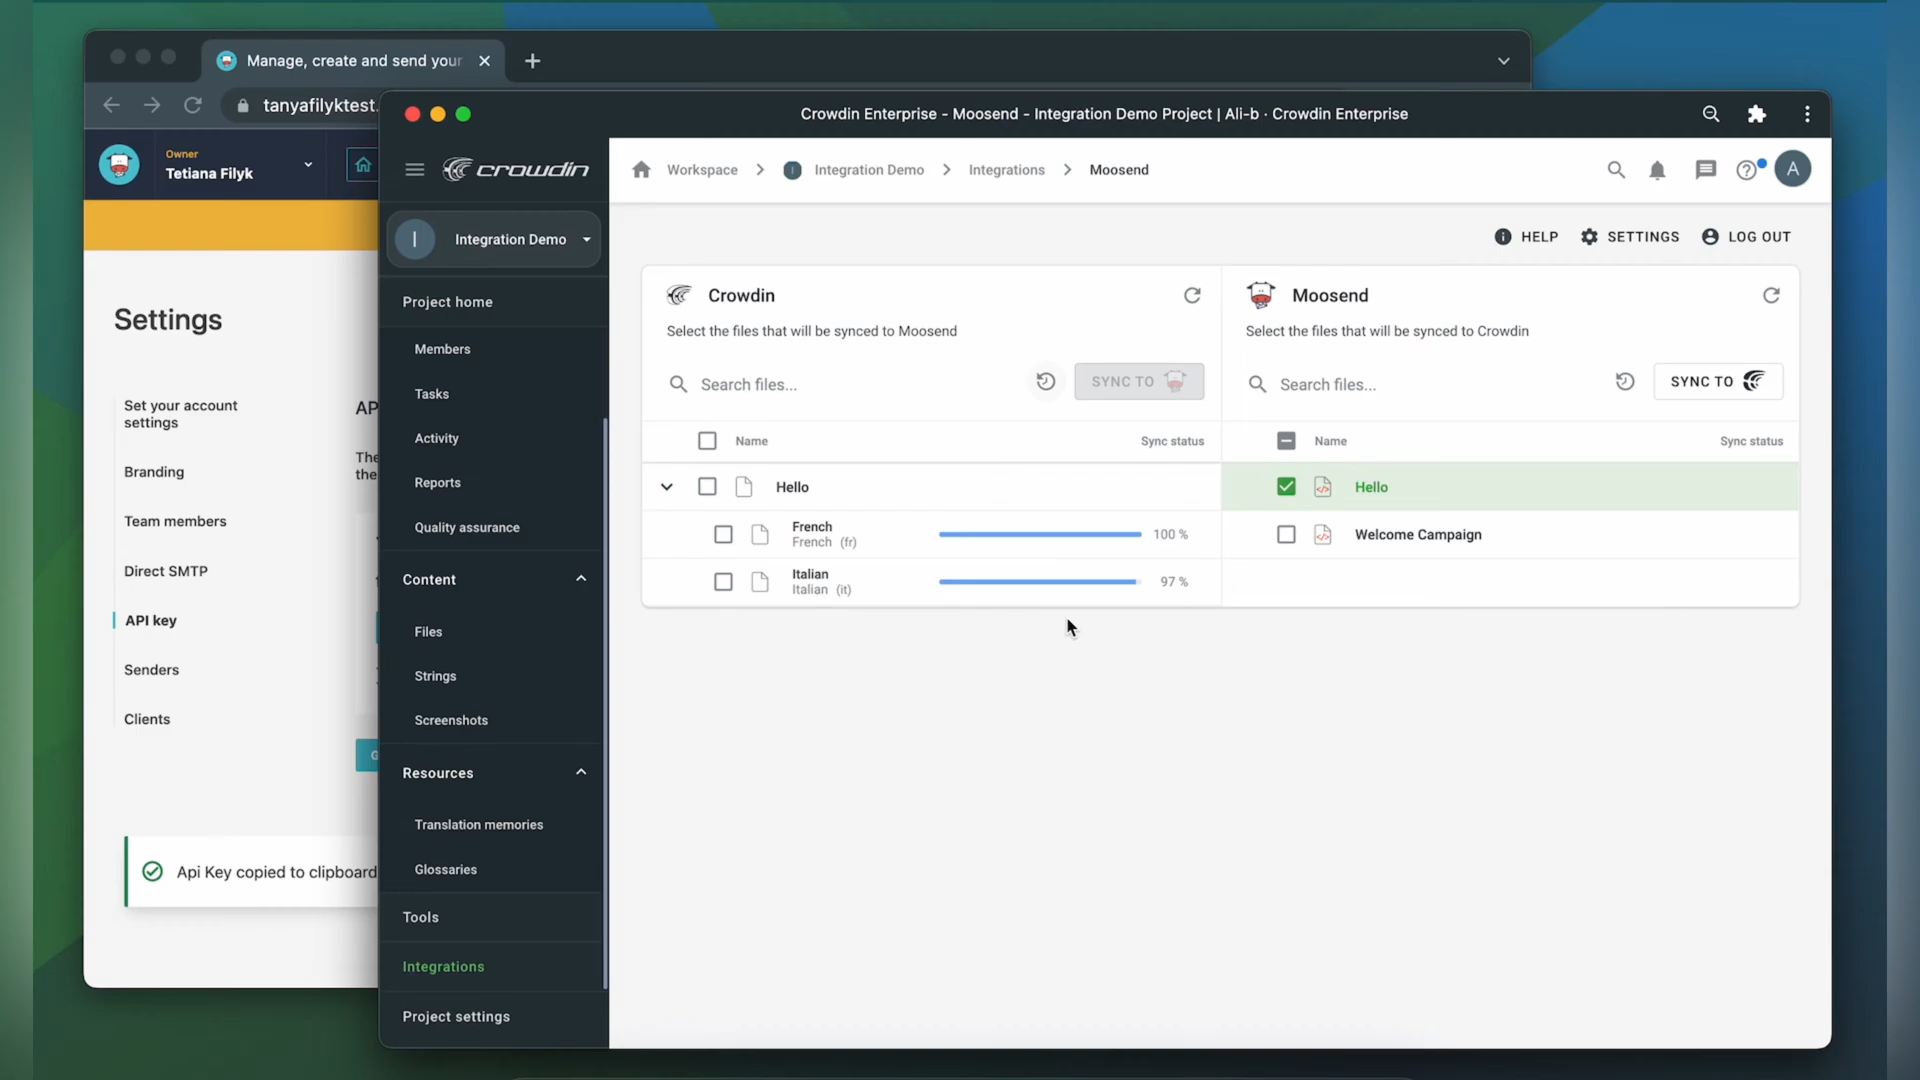 Manage, create and send your
tanyafilyktest.
Owner
Tetiana Filyk
Settings
Set your account
settings
Branding
Team members
Direct SMTP
API key
Senders
Clients
AP
The
the
G
Api Key copied to clipboard
Crowdin Enterprise - Moosend - Integration Demo Project | Ali-b · Crowdin Enterprise
crowdin
I
Integration Demo
Project home
Members
Tasks
Activity
Reports
Quality assurance
Content
Files
Strings
Screenshots
Resources
Translation memories
Glossaries
Tools
Integrations
Project settings
Workspace
I
Integration Demo
Integrations
Moosend
A
HELP
SETTINGS
LOG OUT
Crowdin
Select the files that will be synced to Moosend
Search files...
SYNC TO
Name
Sync status
Hello
French
French (fr)
100 %
Italian
Italian (it)
97 %
Moosend
Select the files that will be synced to Crowdin
Search files...
SYNC TO
Name
Sync status
Hello
Welcome Campaign